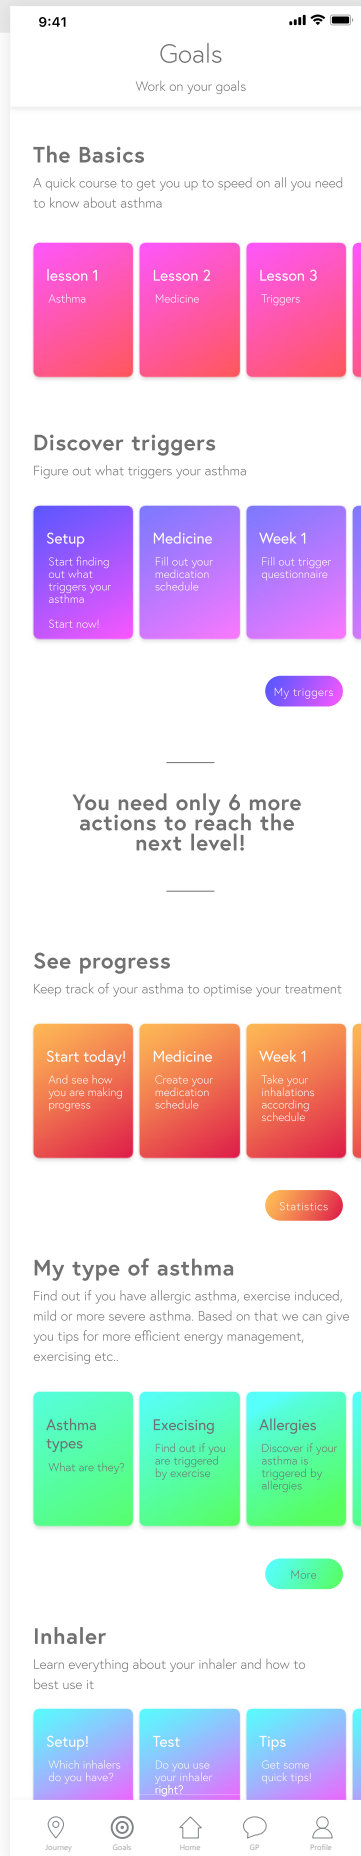 9:41
Goals
Work on your goals
The Basics
A quick course to get you up to speed on all you need
to know about asthma
lesson 1
Asthma
Lesson 2
Medicine
Lesson 3
Triggers
Discover triggers
Figure out what triggers your asthma
Setup
Start finding
out what
triggers your
asthma
Start now!
Medicine
Fill out your
medication
schedule
Week 1
Fill out trigger
questionnaire
My triggers
You need only 6 more
actions to reach the
next level!
See progress
Keep track of your asthma to optimise your treatment
Start today!
And see how
you are making
progress
Medicine
Create your
medication
schedule
Week 1
Take your
inhalations
according
schedule
Statistics
My type of asthma
Find out if you have allergic asthma, exercise induced,
mild or more severe asthma. Based on that we can give
you tips for more efficient energy management,
exercising etc..
Asthma
types
What are they?
Execising
Find out if you
are triggered
by exercise
Allergies
Discover if your
asthma is
triggered by
allergies
More
Inhaler
Learn everything about your inhaler and how to
best use it
Setup!
Which inhalers
do you have?
Test
Do you use
your inhaler
right?
Tips
Get some
quick tips!
Journey
Goals
Home
GP
Profile